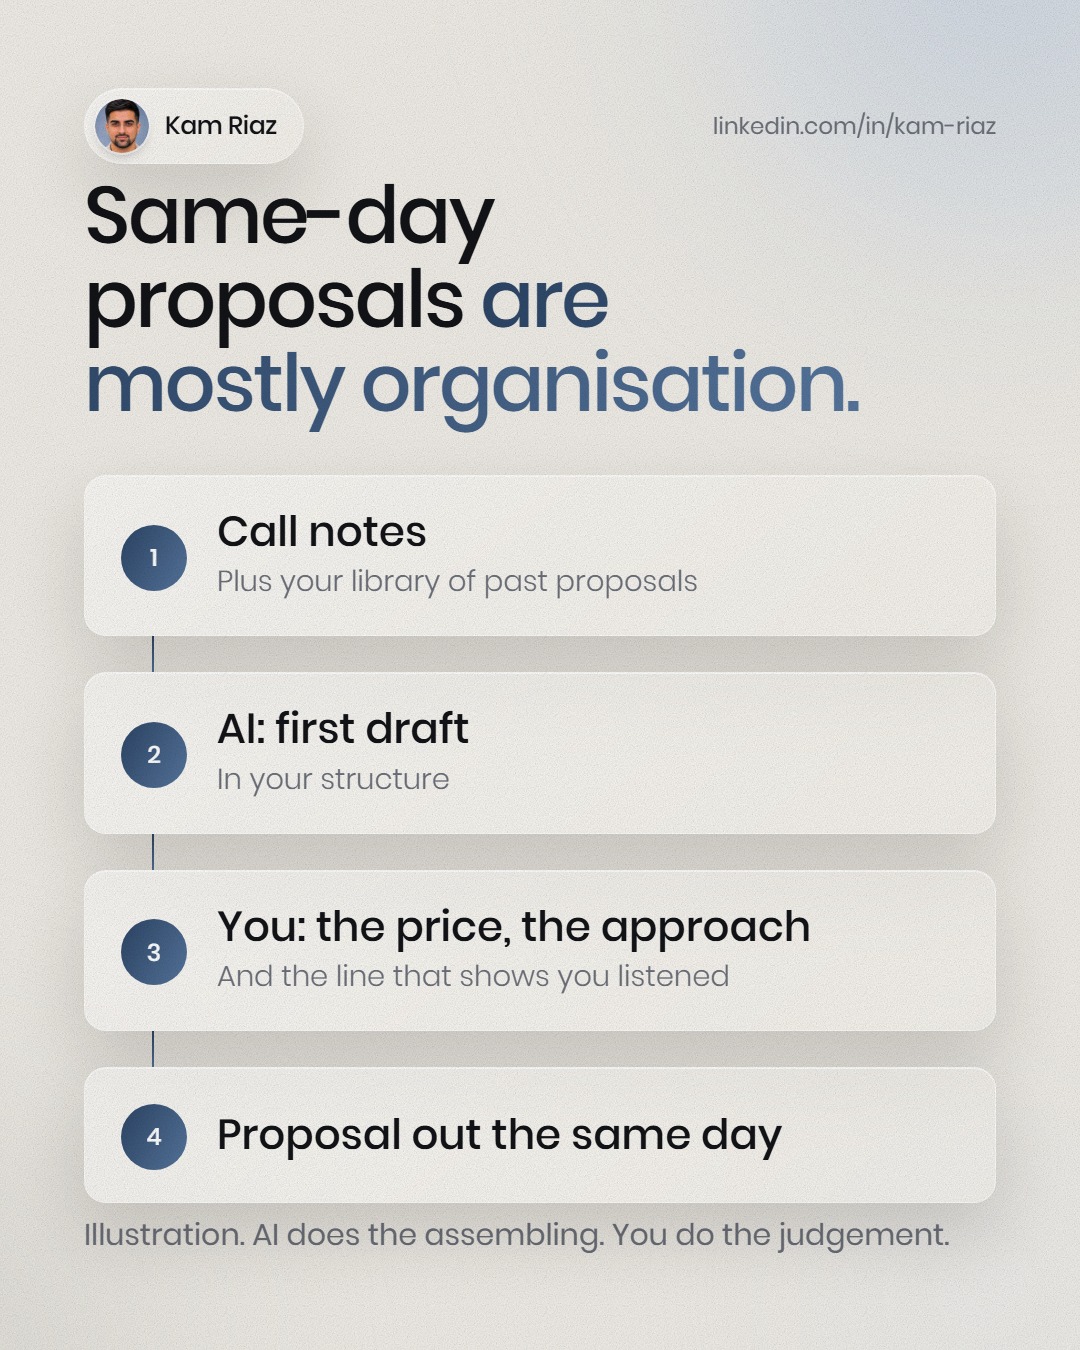 Kam Riaz
linkedin.com/in/kam-riaz
Same-day
proposals are
mostly organisation.
1
Call notes
Plus your library of past proposals
2
AI: first draft
In your structure
3
You: the price, the approach
And the line that shows you listened
4
Proposal out the same day
Illustration. AI does the assembling. You do the judgement.